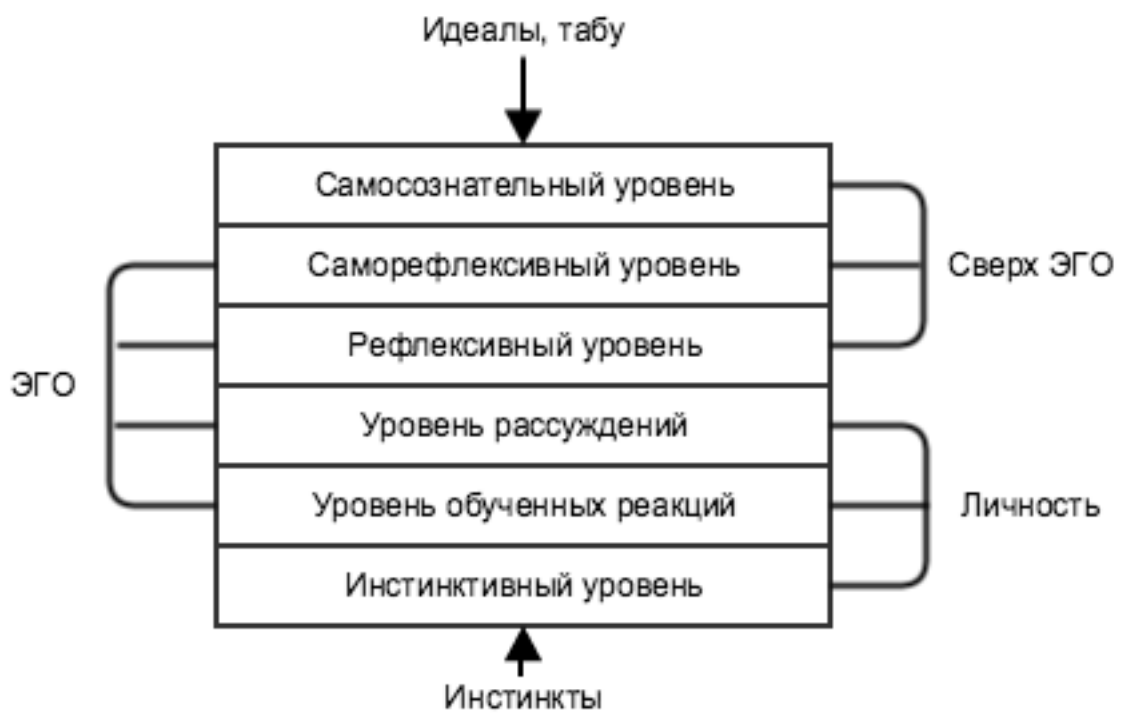 Идеалы, табу
Самосознательный уровень
Саморефлексивный уровень
Сверх ЭГО
Рефлексивный уровень
ЭГО
Уровень рассуждений
Уровень обученных реакций
Личность
Инстинктивный уровень
Инстинкты